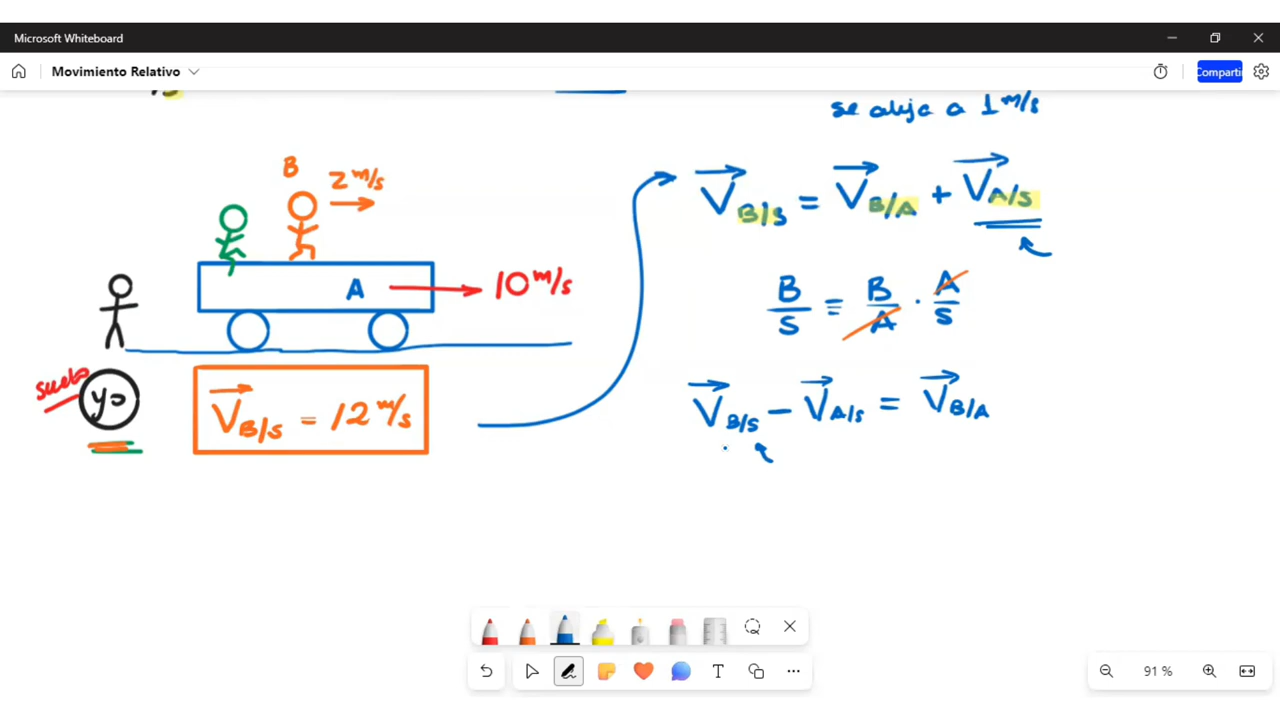 Microsoft Whiteboard
Movimiento Relativo
Comparti
se aleja a 1 m/s
B
2 m/s
A
10 m/s
suelo
yo
V B/S = 12 m/s
V B/S = V B/A + V A/S
B/S = B/A · A/S
V B/S − V A/S = V B/A
T
91 %